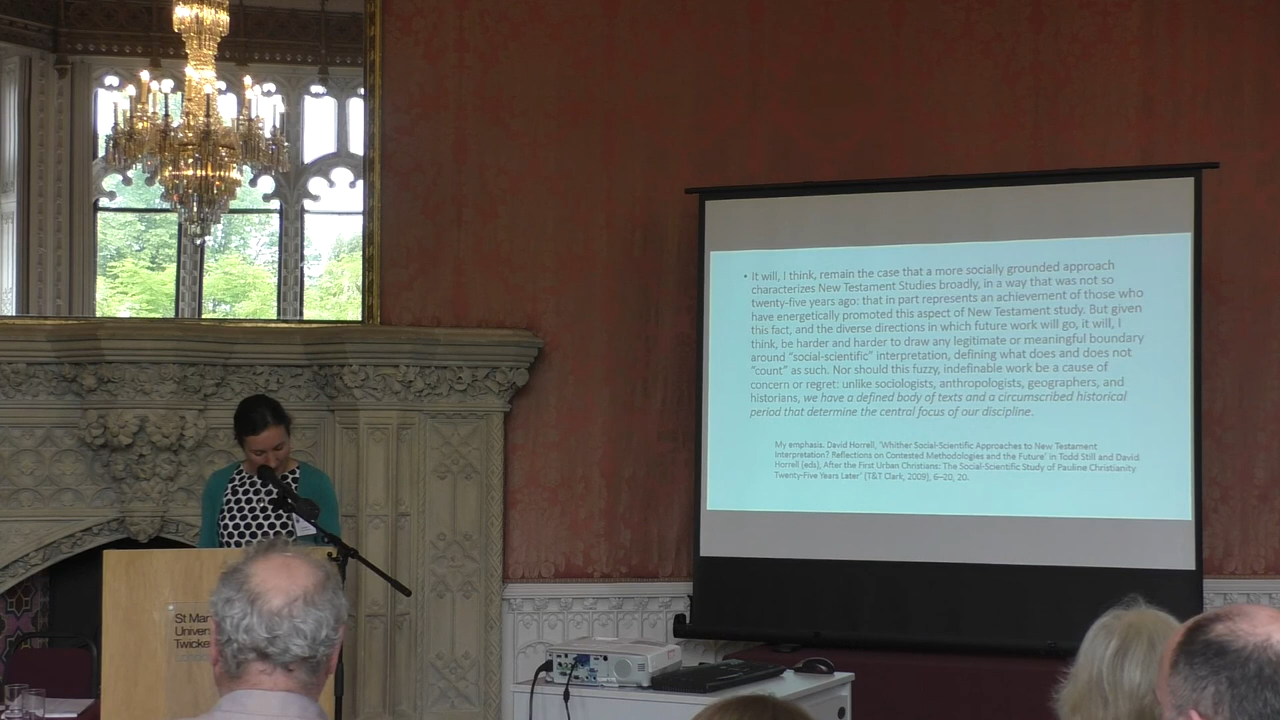 • It will, I think, remain the case that a more socially grounded approach
characterizes New Testament Studies broadly, in a way that was not so
twenty-five years ago: that in part represents an achievement of those who
have energetically promoted this aspect of New Testament study. But given
this fact, and the diverse directions in which future work will go, it will, I
think, be harder and harder to draw any legitimate or meaningful boundary
around “social-scientific” interpretation, defining what does and does not
“count” as such. Nor should this fuzzy, indefinable work be a cause of
concern or regret: unlike sociologists, anthropologists, geographers, and
historians, we have a defined body of texts and a circumscribed historical
period that determine the central focus of our discipline.
My emphasis. David Horrell, ‘Whither Social-Scientific Approaches to New Testament
Interpretation? Reflections on Contested Methodologies and the Future’ in Todd Still and David
Horrell (eds), After the First Urban Christians: The Social-Scientific Study of Pauline Christianity
Twenty-Five Years Later’ (T&T Clark, 2009), 6–20, 20.
St Mar
Univer
Twicke
London